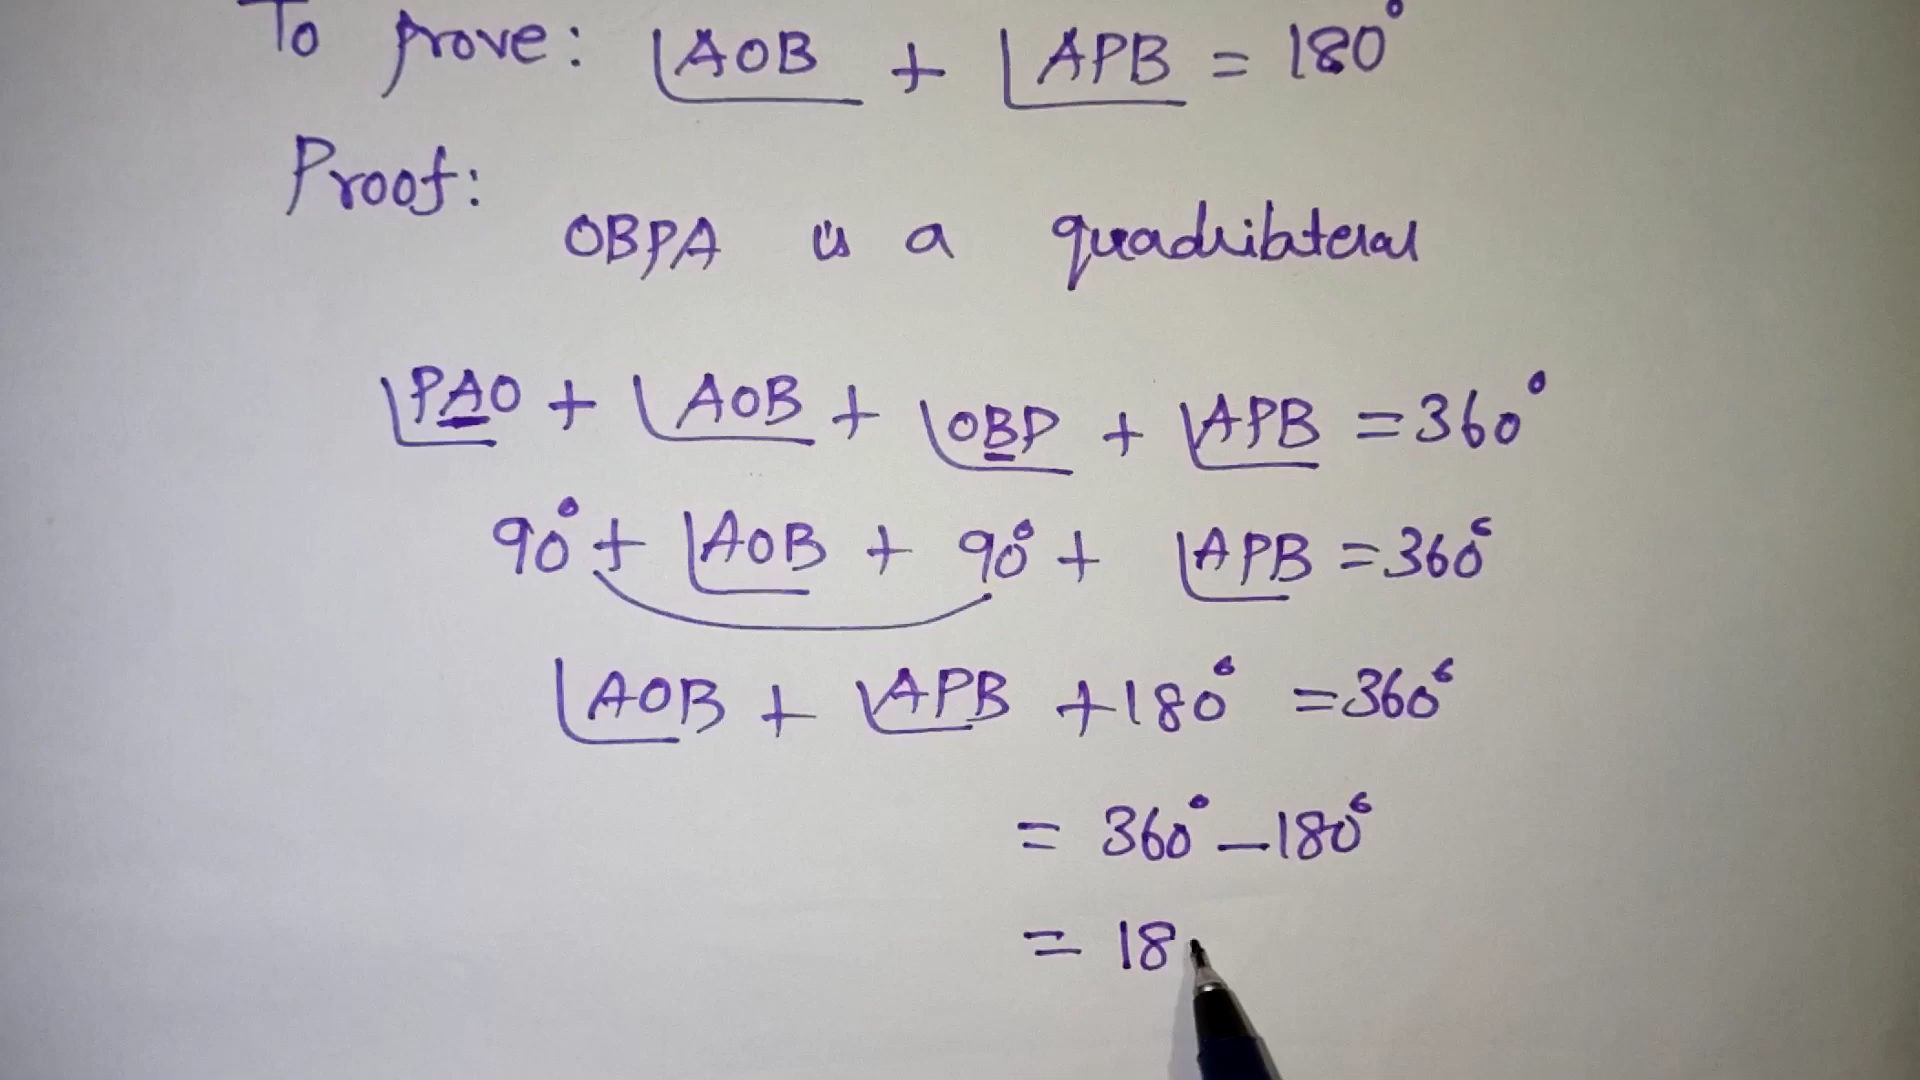 To prove: ∠AOB + ∠APB = 180°
Proof:
OBPA is a quadrilateral
∠PAO + ∠AOB + ∠OBP + ∠APB = 360°
90° + ∠AOB + 90° + ∠APB = 360°
∠AOB + ∠APB + 180° = 360°
= 360° - 180°
= 18